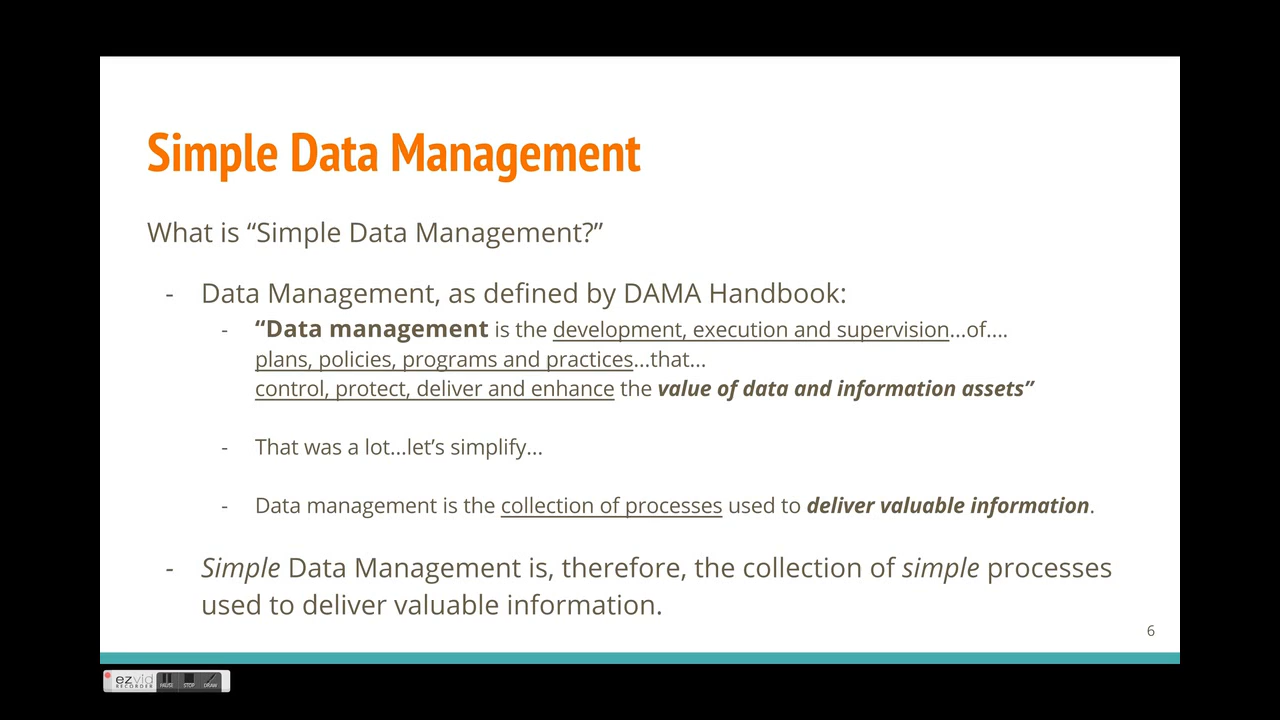 Simple Data Management
What is “Simple Data Management?”
- Data Management, as defined by DAMA Handbook:
- “Data management is the development, execution and supervision...of....
plans, policies, programs and practices...that...
control, protect, deliver and enhance the value of data and information assets”
- That was a lot...let’s simplify...
- Data management is the collection of processes used to deliver valuable information.
- Simple Data Management is, therefore, the collection of simple processes
used to deliver valuable information.
6
ezvid
RECORDER
PAUSE STOP DRAW